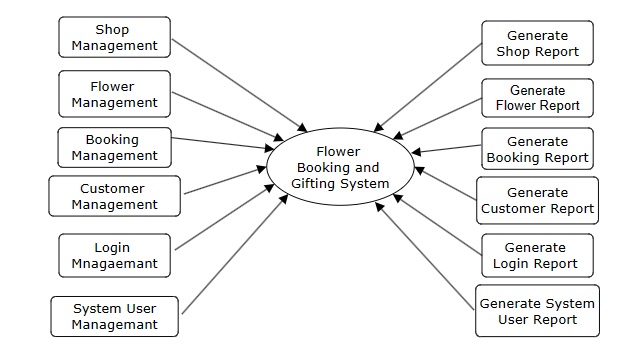 Shop
Management
Flower
Management
Booking
Management
Customer
Management
Login
Mnagaemant
System User
Managemant
Flower
Booking and
Gifting System
Generate
Shop Report
Generate
Flower Report
Generate
Booking Report
Generate
Customer Report
Generate
Login Report
Generate System
User Report